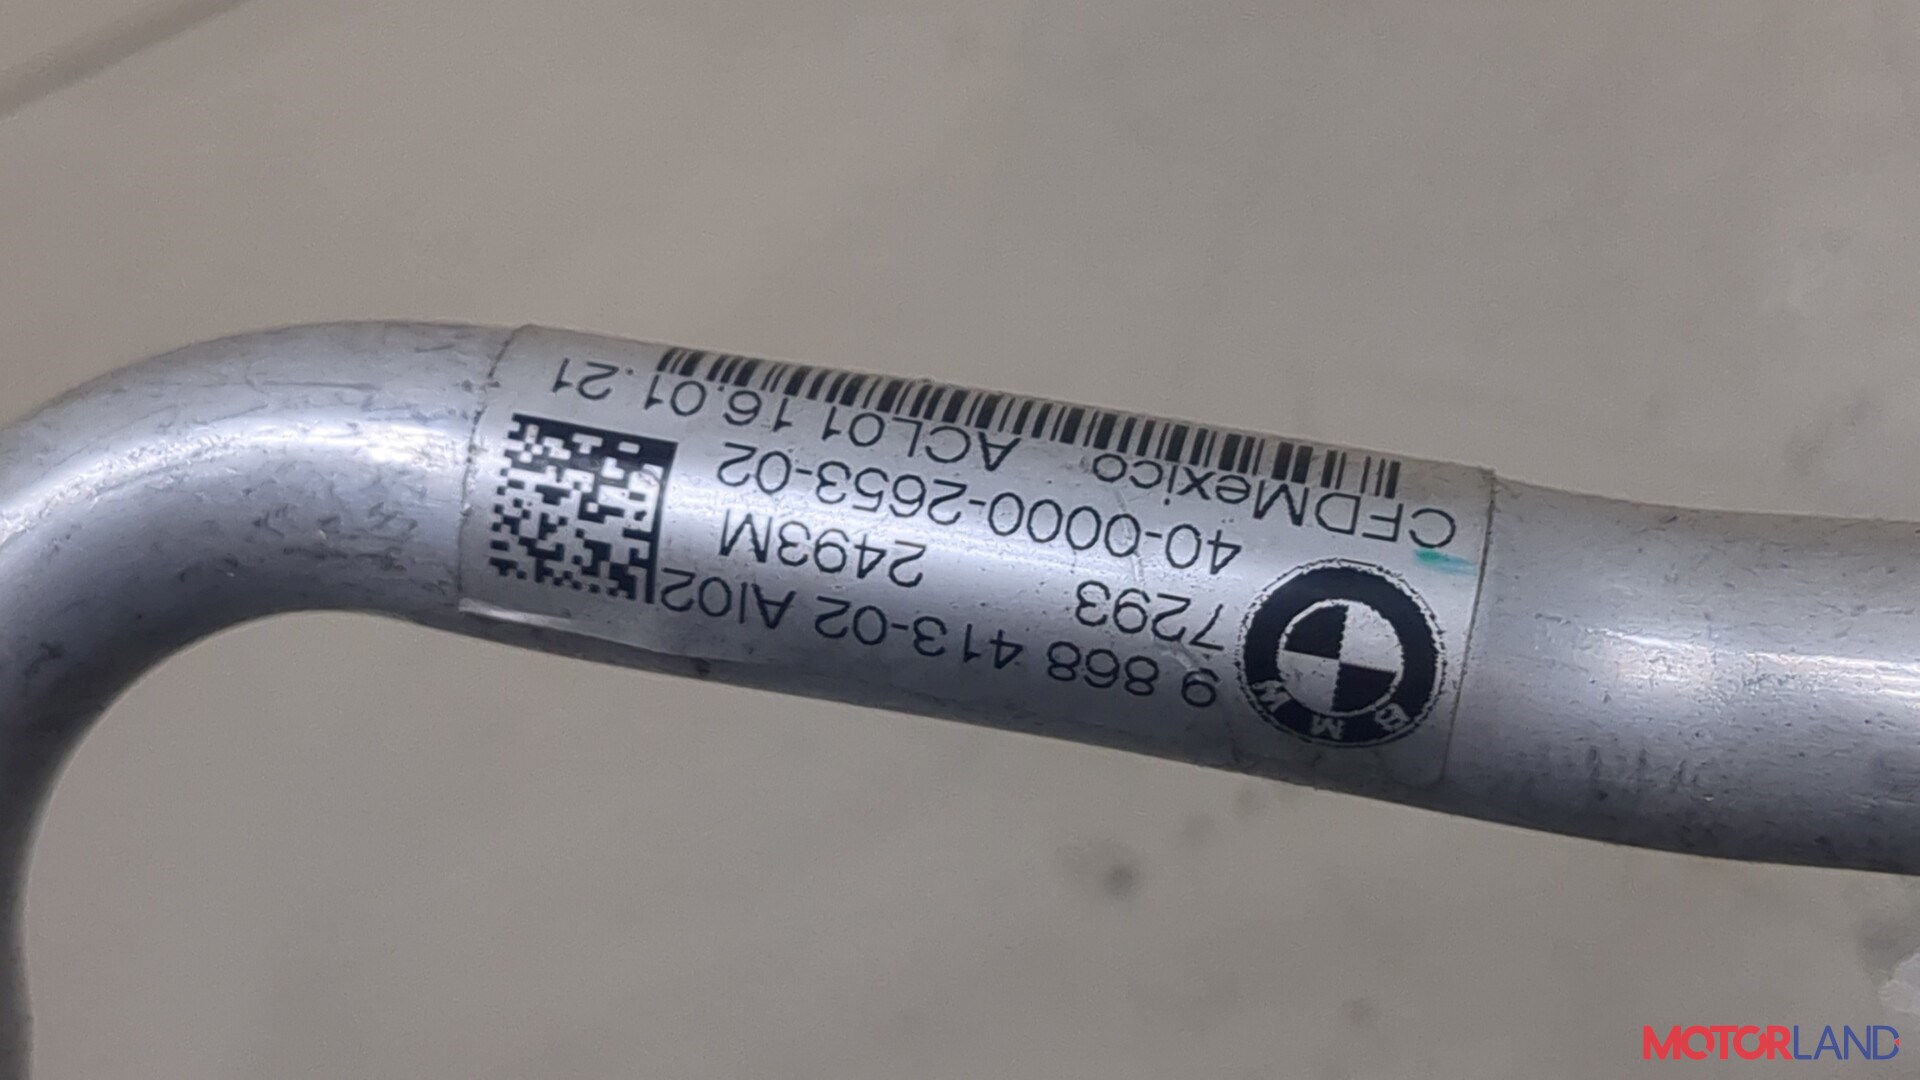 BMW
9 868 413-02 AI02
7293 2493M
40-0000-2653-02
CFDMexico ACL01 16.01.21
MOTORLAND